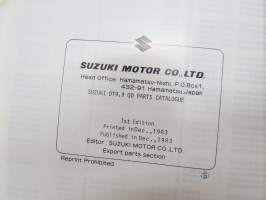 SUZUKI MOTOR CO.,LTD.
Head Office: Hamamatsu-Nishi, P.O.Box1,
432-91 Hamamatsu,Japan
SUZUKI DT9,9 QD PARTS CATALOGUE
1st Edition
Printed in Dec.,1983
Published in Dec.,1983
Editor: SUZUKI MOTOR CO.,LTD.
Export parts section
Reprint Prohibited